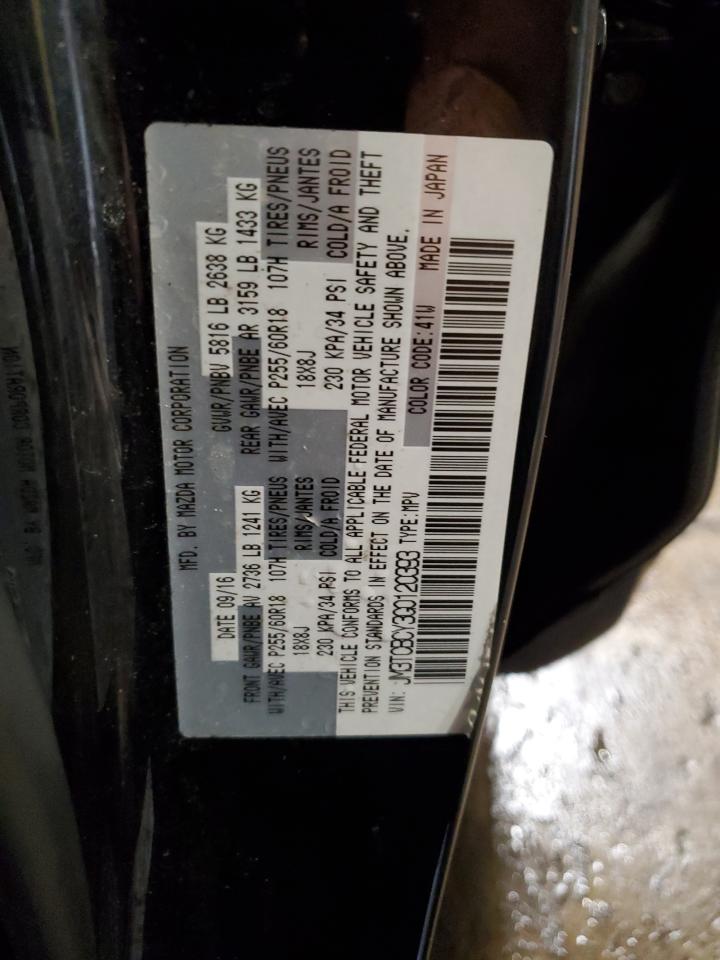 MFD. BY MAZDA MOTOR CORPORATION
DATE 09/16 GVWR/PNBV 5816 LB 2638 KG
FRONT GAWR/PNBE AV 2736 LB 1241 KG REAR GAWR/PNBE AR 3159 LB 1433 KG
WITH/AVEC P255/60R18 107H TIRES/PNEUS WITH/AVEC P255/60R18 107H TIRES/PNEUS
18X8J RIMS/JANTES 18X8J RIMS/JANTES
230 KPA/34 PSI COLD/A FROID 230 KPA/34 PSI COLD/A FROID
THIS VEHICLE CONFORMS TO ALL APPLICABLE FEDERAL MOTOR VEHICLE SAFETY AND THEFT
PREVENTION STANDARDS IN EFFECT ON THE DATE OF MANUFACTURE SHOWN ABOVE.
VIN: JM3TCBCY3G0120393 TYPE:MPV COLOR CODE:41W MADE IN JAPAN